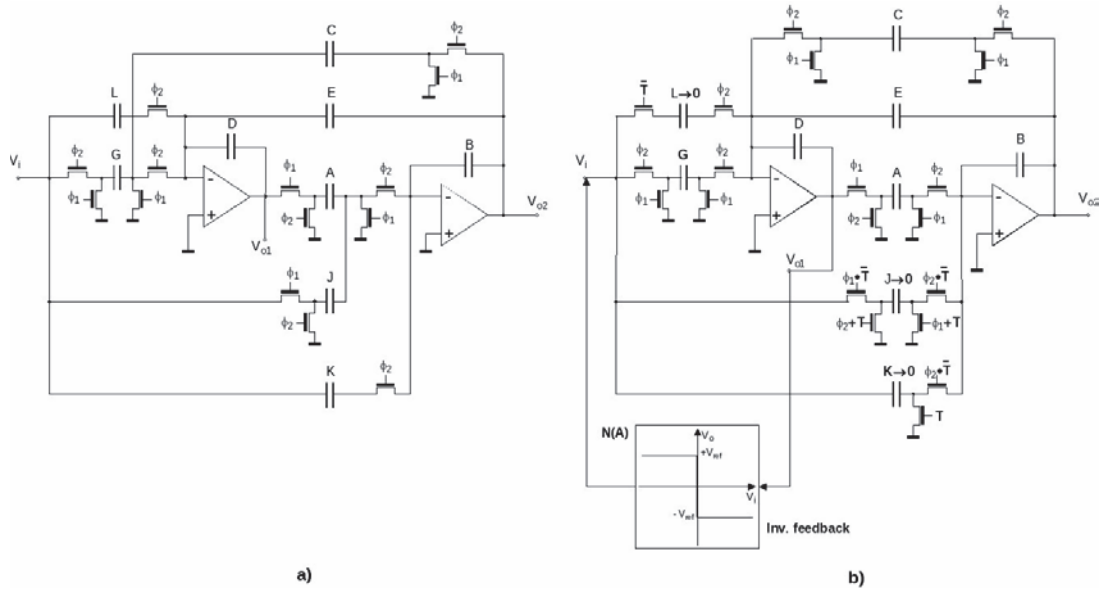 C
ϕ2
ϕ1
L
ϕ2
E
D
B
Vi
ϕ2
G
ϕ2
ϕ1
ϕ1
-
+
ϕ1
A
ϕ2
ϕ2
ϕ1
-
+
Vo1
Vo2
ϕ1
J
ϕ2
K
ϕ2
a)
ϕ2
C
ϕ2
ϕ1
ϕ1
T̄
L→0
ϕ2
E
D
B
Vi
ϕ2
G
ϕ2
ϕ1
ϕ1
-
+
ϕ1
A
ϕ2
ϕ2
ϕ1
-
+
Vo2
Vo1
ϕ1•T̄
J→0
ϕ2•T̄
ϕ2+T
ϕ1+T
K→0
ϕ2•T̄
T
N(A)
Vo
+Vref
Vi
-Vref
Inv. feedback
b)